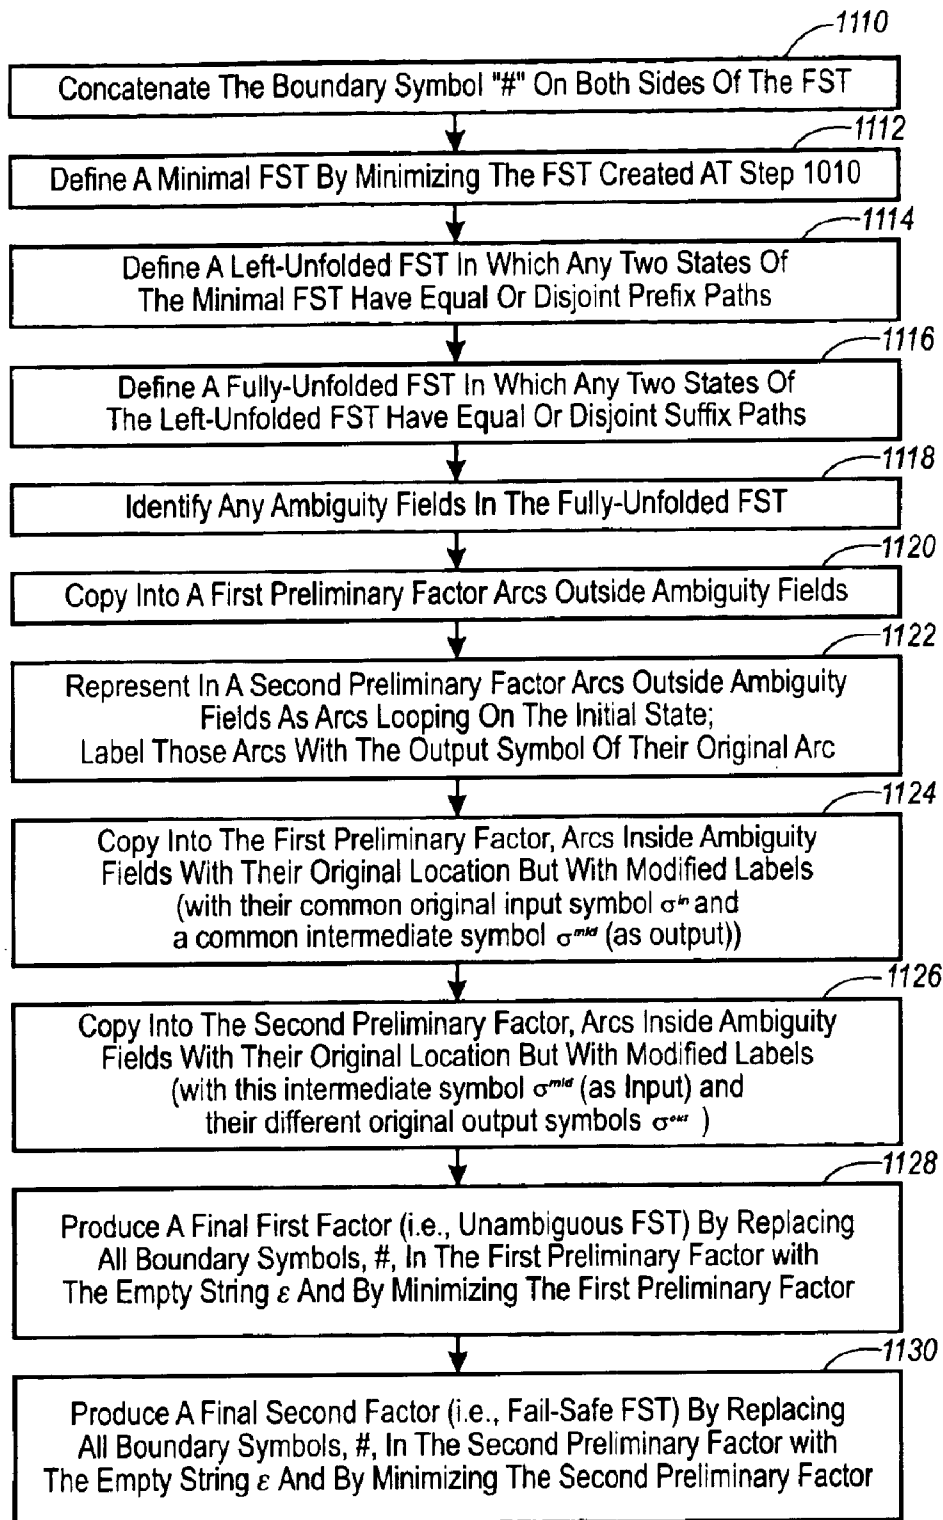 1110
Concatenate The Boundary Symbol "#" On Both Sides Of The FST
1112
Define A Minimal FST By Minimizing The FST Created AT Step 1010
1114
Define A Left-Unfolded FST In Which Any Two States Of
The Minimal FST Have Equal Or Disjoint Prefix Paths
1116
Define A Fully-Unfolded FST In Which Any Two States Of
The Left-Unfolded FST Have Equal Or Disjoint Suffix Paths
1118
Identify Any Ambiguity Fields In The Fully-Unfolded FST
1120
Copy Into A First Preliminary Factor Arcs Outside Ambiguity Fields
1122
Represent In A Second Preliminary Factor Arcs Outside Ambiguity
Fields As Arcs Looping On The Initial State;
Label Those Arcs With The Output Symbol Of Their Original Arc
1124
Copy Into The First Preliminary Factor, Arcs Inside Ambiguity
Fields With Their Original Location But With Modified Labels
(with their common original input symbol σ^in and
a common intermediate symbol σ^mid (as output))
1126
Copy Into The Second Preliminary Factor, Arcs Inside Ambiguity
Fields With Their Original Location But With Modified Labels
(with this intermediate symbol σ^mid (as Input) and
their different original output symbols σ^out )
1128
Produce A Final First Factor (i.e., Unambiguous FST) By Replacing
All Boundary Symbols, #, In The First Preliminary Factor with
The Empty String ε And By Minimizing The First Preliminary Factor
1130
Produce A Final Second Factor (i.e., Fail-Safe FST) By Replacing
All Boundary Symbols, #, In The Second Preliminary Factor with
The Empty String ε And By Minimizing The Second Preliminary Factor